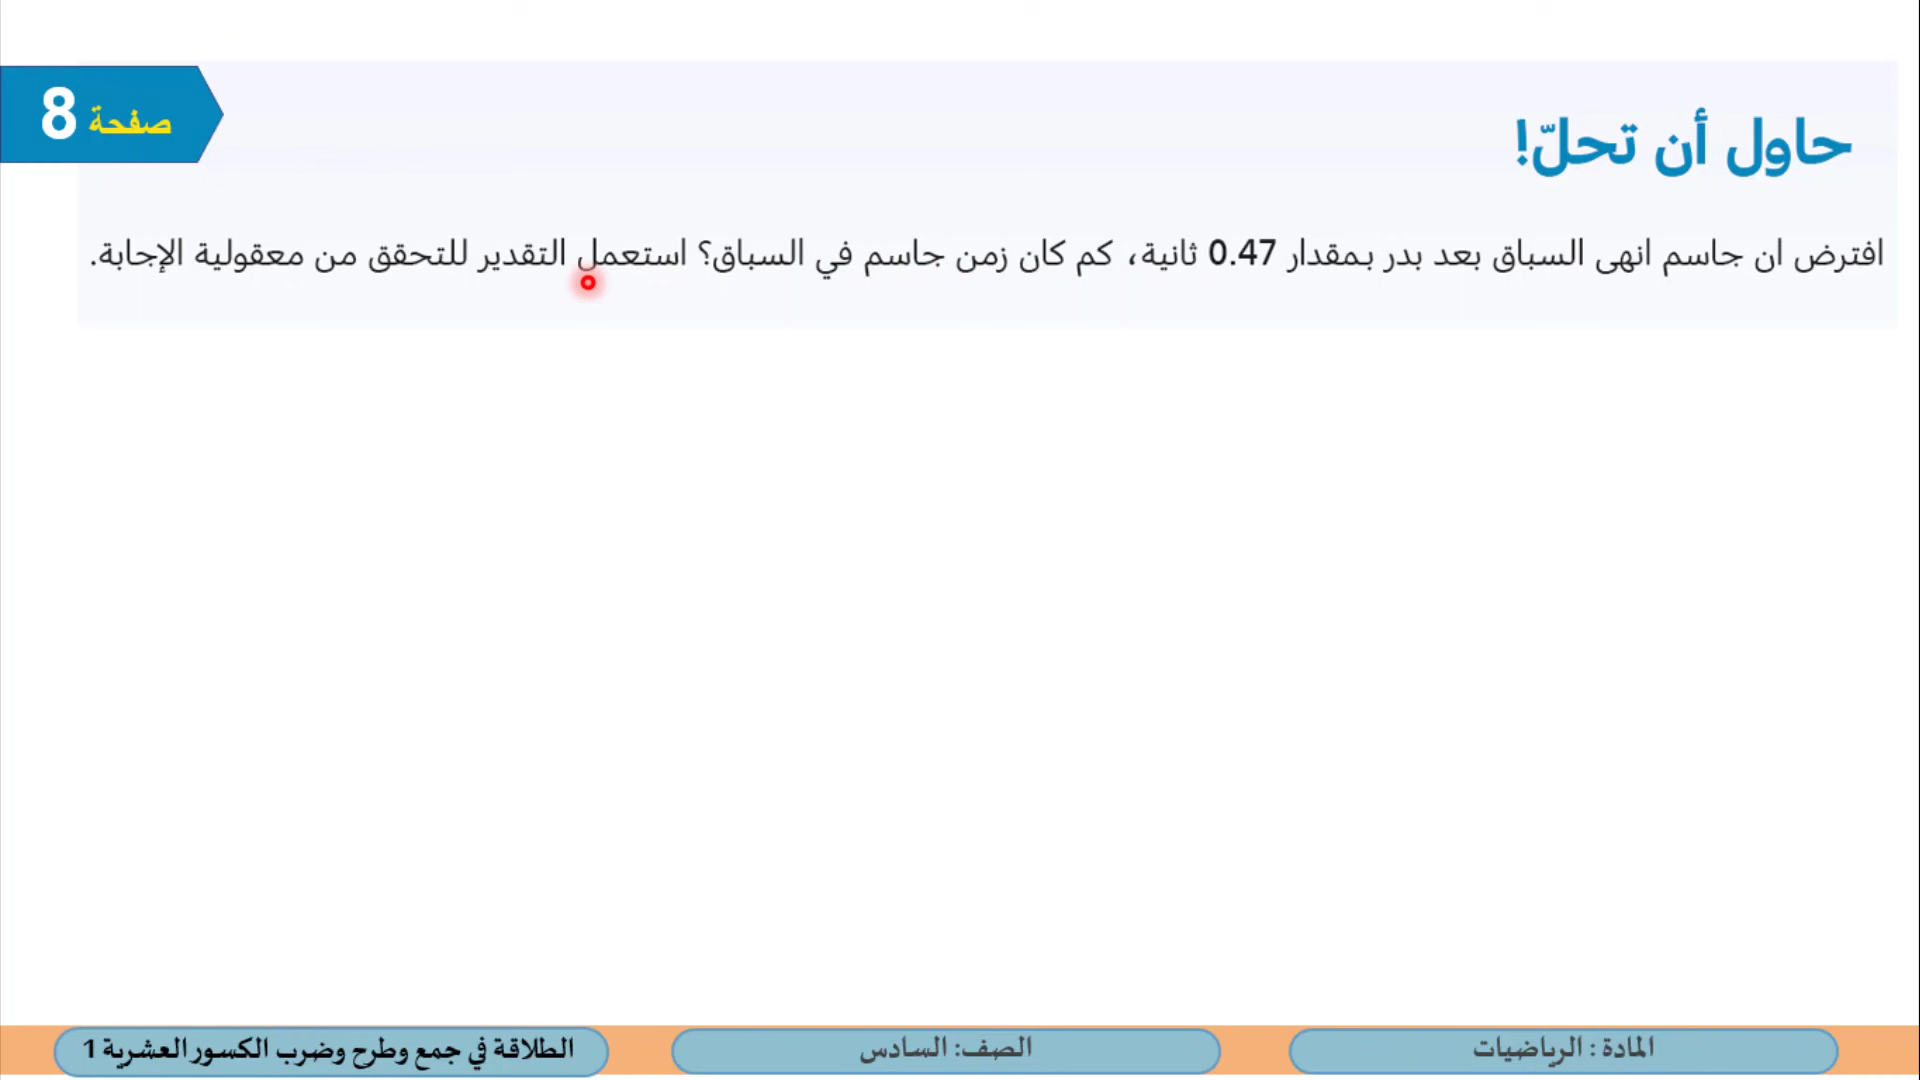 صفحة 8
حاول أن تحلّ!
افترض ان جاسم انهى السباق بعد بدر بمقدار 0.47 ثانية، كم كان زمن جاسم في السباق؟ استعمل التقدير للتحقق من معقولية الإجابة.
المادة : الرياضيات
الصف: السادس
الطلاقة في جمع وطرح وضرب الكسور العشرية 1